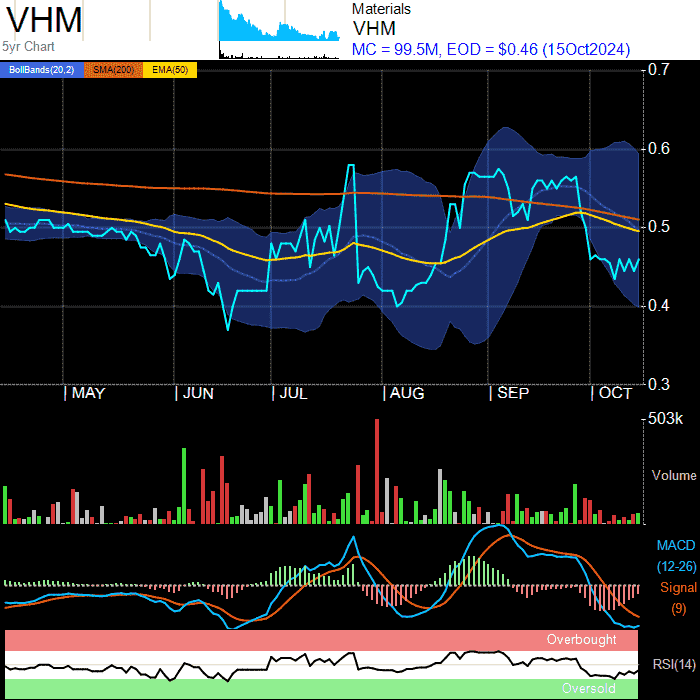 VHM
5yr Chart
Materials
VHM
MC = 99.5M, EOD = $0.46 (15Oct2024)
BollBands(20,2) SMA(200) EMA(50)
0.7
0.6
0.5
0.4
0.3
MAY JUN JUL AUG SEP OCT
503k
Volume
MACD
(12-26)
Signal
(9)
Overbought
RSI(14)
Oversold